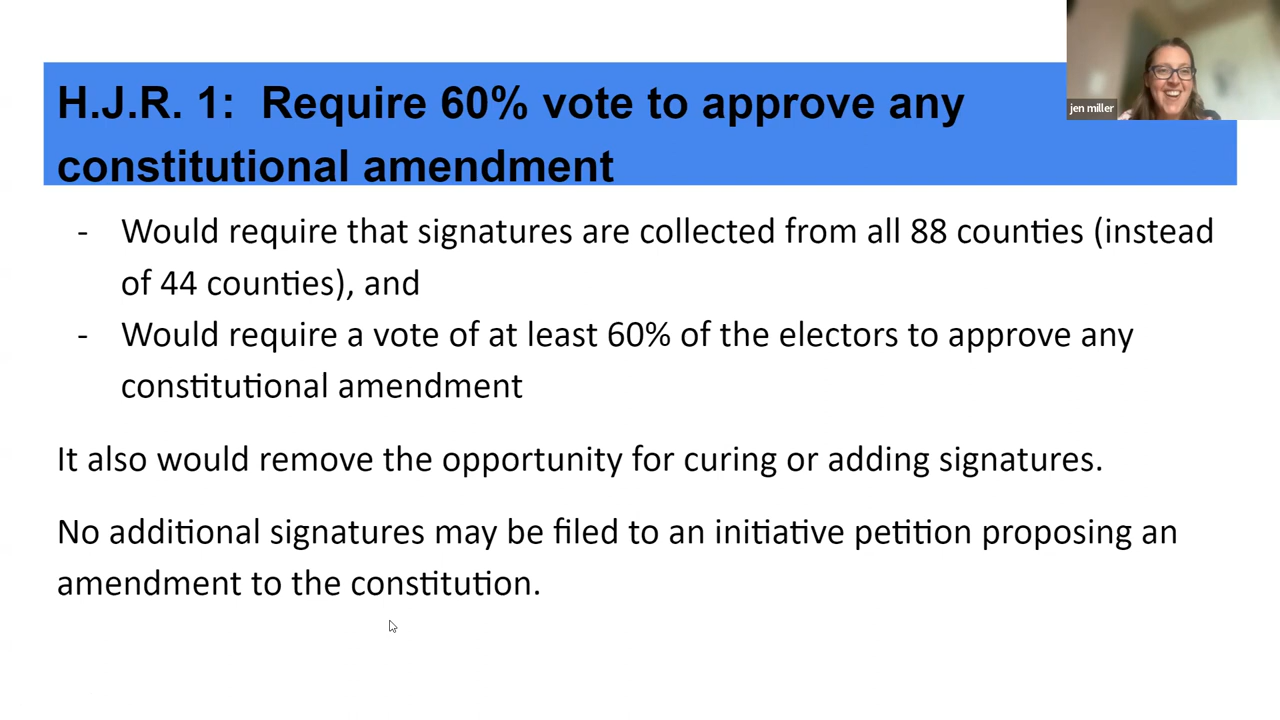 H.J.R. 1: Require 60% vote to approve any
constitutional amendment
jen miller
- Would require that signatures are collected from all 88 counties (instead
of 44 counties), and
- Would require a vote of at least 60% of the electors to approve any
constitutional amendment
It also would remove the opportunity for curing or adding signatures.
No additional signatures may be filed to an initiative petition proposing an
amendment to the constitution.